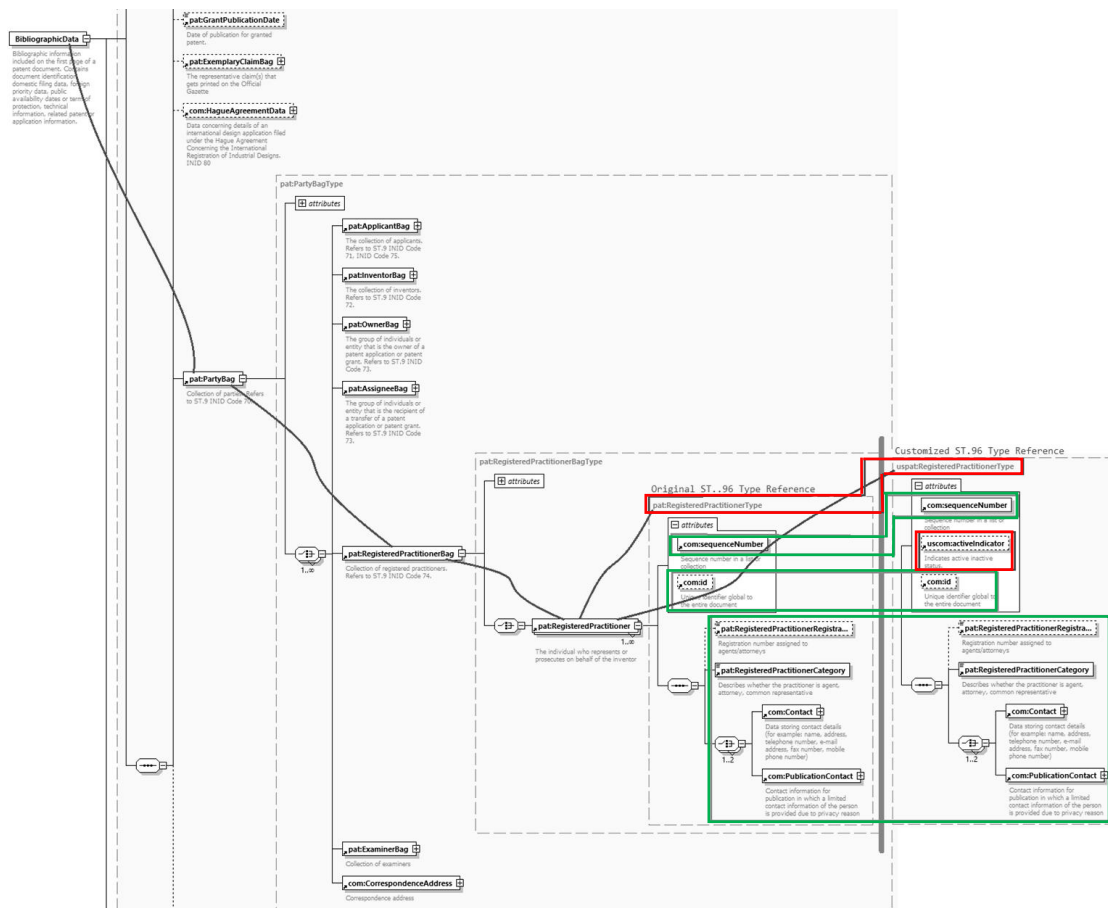 pat:GrantPublicationDate
Date of publication for granted
patent.
BibliographicData
Bibliographic information
included on the first page of a
patent document. Contains
document identification,
domestic filing data, foreign
priority data, public
availability dates or term of
protection, technical
information, related patent or
application information.
pat:ExemplaryClaimBag
The representative claim(s) that
gets printed on the Official
Gazette
com:HagueAgreementData
Data concerning details of an
international design application filed
under the Hague Agreement
Concerning the International
Registration of Industrial Designs.
INID 80
pat:PartyBagType
attributes
pat:ApplicantBag
The collection of applicants.
Refers to ST.9 INID Code
71, INID Code 75.
pat:InventorBag
The collection of inventors.
Refers to ST.9 INID Code
72.
pat:OwnerBag
The group of individuals or
entity that is the owner of a
patent application or patent
grant. Refers to ST.9 INID
Code 73.
pat:PartyBag
Collection of parties Refers
to ST.9 INID Code 70.
pat:AssigneeBag
The group of individuals or
entity that is the recipient of
a transfer of a patent
application or patent grant.
Refers to ST.9 INID Code
73.
pat:RegisteredPractitionerBagType
attributes
Original ST..96 Type Reference
pat:RegisteredPractitionerType
attributes
com:sequenceNumber
Sequence number in a list or
collection
com:id
Unique identifier global to
the entire document
pat:RegisteredPractitionerBag
1..∞
Collection of registered practitioners.
Refers to ST.9 INID Code 74.
pat:RegisteredPractitioner
1..∞
The individual who represents or
prosecutes on behalf of the inventor
pat:RegisteredPractitionerRegistra...
Registration number assigned to
agents/attorneys
pat:RegisteredPractitionerCategory
Describes whether the practitioner is agent,
attorney, common representative
com:Contact
Data storing contact details
(for example: name, address,
telephone number, e-mail
address, fax number, mobile
phone number)
1..2
com:PublicationContact
Contact information for
publication in which a limited
contact information of the person
is provided due to privacy reason
Customized ST.96 Type Reference
uspat:RegisteredPractitionerType
attributes
com:sequenceNumber
Sequence number in a list or
collection
uscom:activeIndicator
Indicates active inactive
status.
com:id
Unique identifier global to
the entire document
pat:RegisteredPractitionerRegistra...
Registration number assigned to
agents/attorneys
pat:RegisteredPractitionerCategory
Describes whether the practitioner is agent,
attorney, common representative
com:Contact
Data storing contact details
(for example: name, address,
telephone number, e-mail
address, fax number, mobile
phone number)
1..2
com:PublicationContact
Contact information for
publication in which a limited
contact information of the person
is provided due to privacy reason
pat:ExaminerBag
Collection of examiners
com:CorrespondenceAddress
Correspondence address